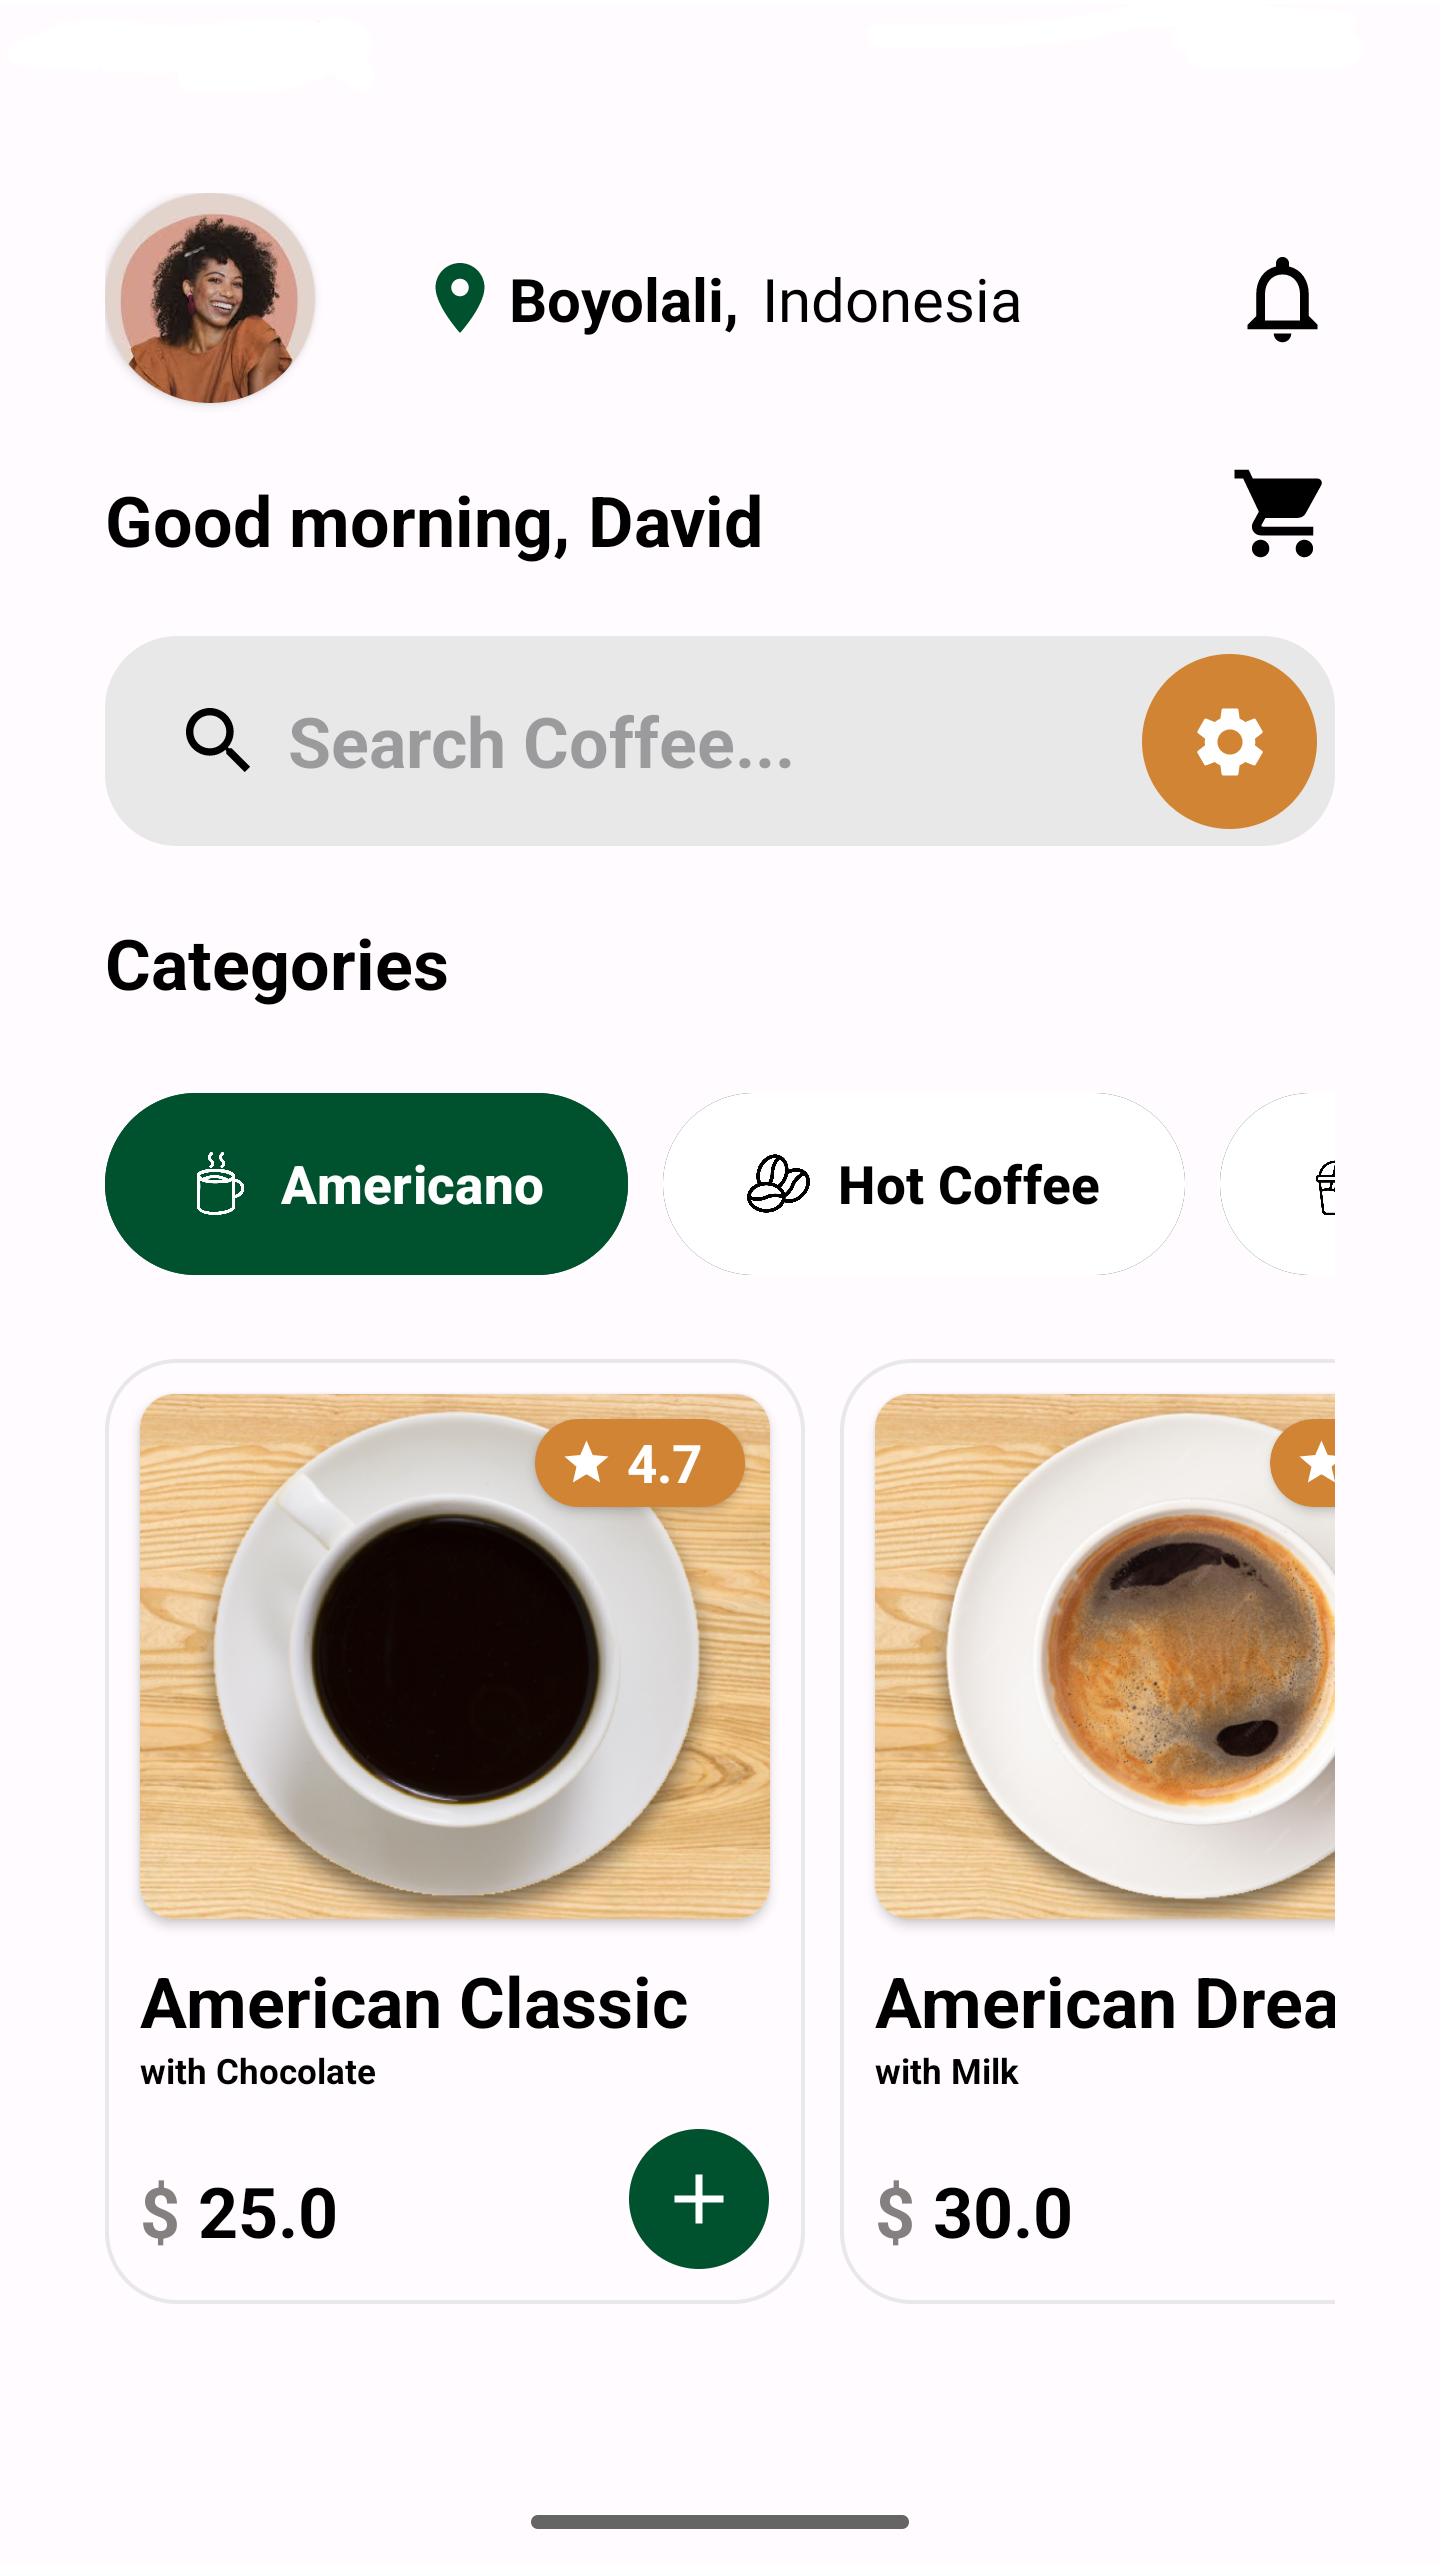 Boyolali, Indonesia
Good morning, David
Search Coffee...
Categories
Americano
Hot Coffee
4.7
American Classic
with Chocolate
$ 25.0
American Drea
with Milk
$ 30.0